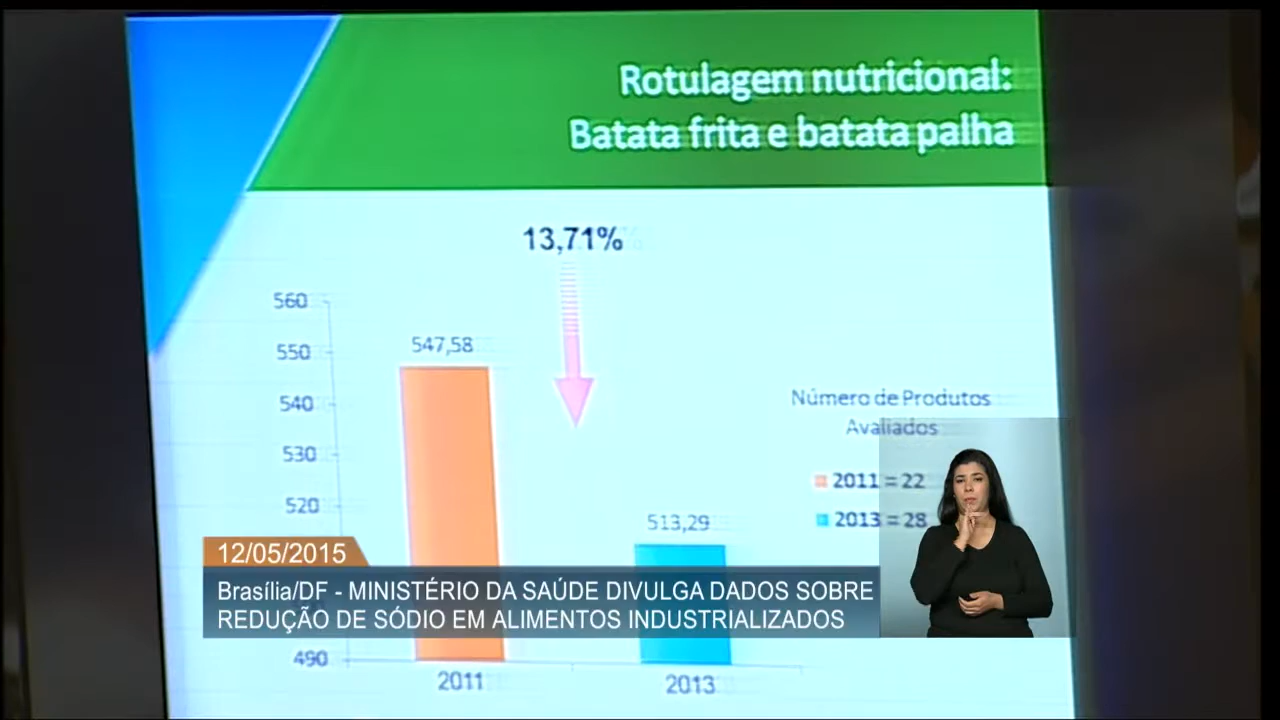 Rotulagem nutricional:
Batata frita e batata palha
13,71%
560
550
540
530
520
490
547,58
513,29
2011
2013
Número de Produtos
Avaliados
2011 = 22
2013 = 28
12/05/2015
Brasília/DF - MINISTÉRIO DA SAÚDE DIVULGA DADOS SOBRE
REDUÇÃO DE SÓDIO EM ALIMENTOS INDUSTRIALIZADOS